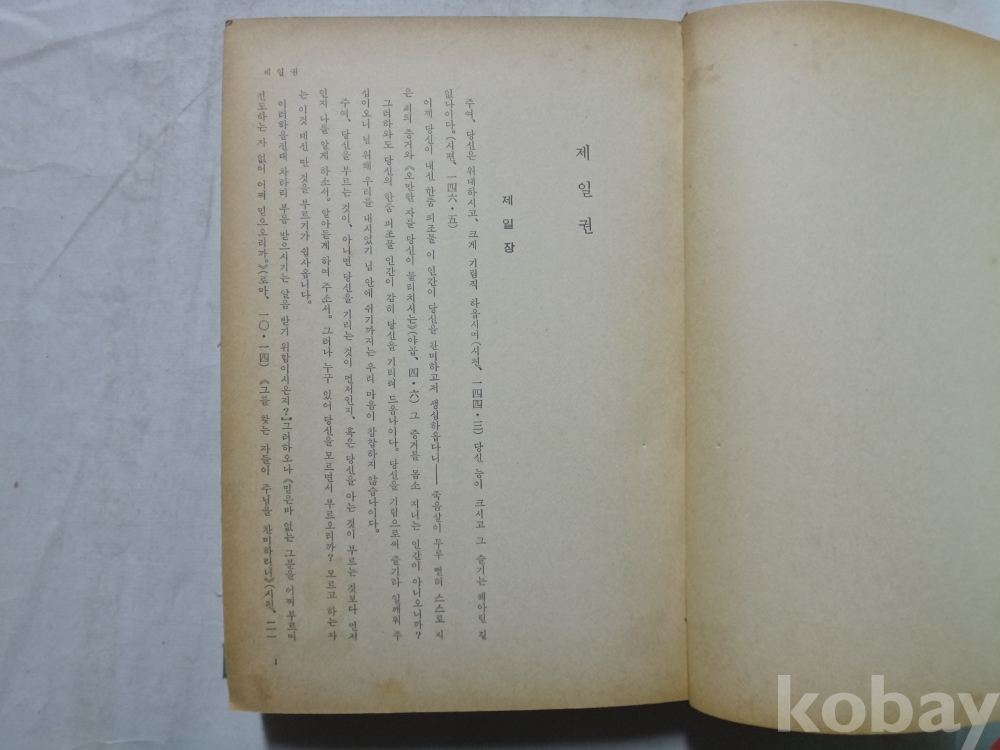 제일권
제일장
주여, 당신은 위대하시고, 크게 기림직 하옵시며(시편、一四四・三) 당신 능이 크시고 그 슬기는 헤아릴 길
없나이다。(시편、一四六・五)
이제 당신이 내신 한줌 피조물 이 인간이 당신을 찬미하고저 생심하옵다니── 죽음살이 두루 뻗혀 스스로 지
은 죄의 증거와 《오만한 자를 당신이 물리치시는》(야곱、四・六) 그 증거를 몸소 지니는 인간이 아니오니까?
그러하와도 당신의 한줌 피조물 인간이 감히 당신을 기리려 드옵나이다。당신을 기림으로써 즐기라 일깨워 주
심이오니 님 위해 우리를 내시었기 님 안에 쉬기까지는 우리 마음이 찹찹하지 않습나이다。
주여、당신을 부르는 것이、아니면 당신을 기리는 것이 먼저인지、혹은 당신을 아는 것이 부르는 것보다 먼저
인지 나를 알게 하소서。알아듣게 하여 주소서。그러나 누구 있어 당신을 모르면서 부르오리까? 모르고 하는 자
는 이것 대신 딴 것을 부르기가 쉽사옵니다。
이러하올진대 차라리 부름 받으시기는 알음 받기 위함이시온지? 그러하오나 《믿은바 없는 그분을 어찌 부르며
전도하는 자 없이 어찌 믿으오리까。》(로마、一〇・一四) 《그를 찾는 자들이 주님을 찬미하리니》(시편、二一
제일권
1
kobay